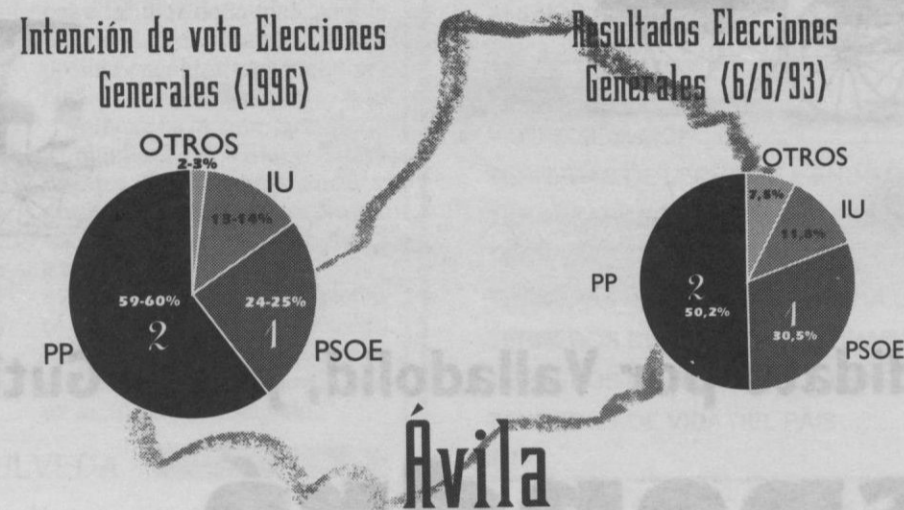 Intención de voto Elecciones
Generales (1996)
OTROS
2-3%
IU
13-14%
59-60%
2
PP
24-25%
1
PSOE
Resultados Elecciones
Generales (6/6/93)
OTROS
7,5%
IU
PP
2
50,2%
1
30,5%
PSOE
Ávila